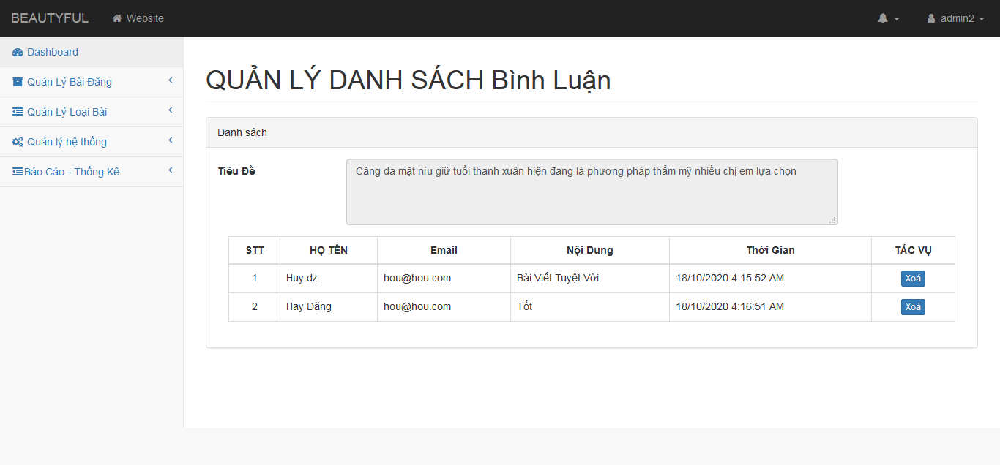 BEAUTYFUL Website admin2
Dashboard
Quản Lý Bài Đăng
Quản Lý Loại Bài
Quản lý hệ thống
Báo Cáo - Thống Kê
QUẢN LÝ DANH SÁCH Bình Luận
Danh sách
Tiêu Đề
Căng da mặt níu giữ tuổi thanh xuân hiện đang là phương pháp thẩm mỹ nhiều chị em lựa chọn
STT HỌ TÊN Email Nội Dung Thời Gian TÁC VỤ
1 Huy dz hou@hou.com Bài Viết Tuyệt Vời 18/10/2020 4:15:52 AM Xoá
2 Hay Đặng hou@hou.com Tốt 18/10/2020 4:16:51 AM Xoá